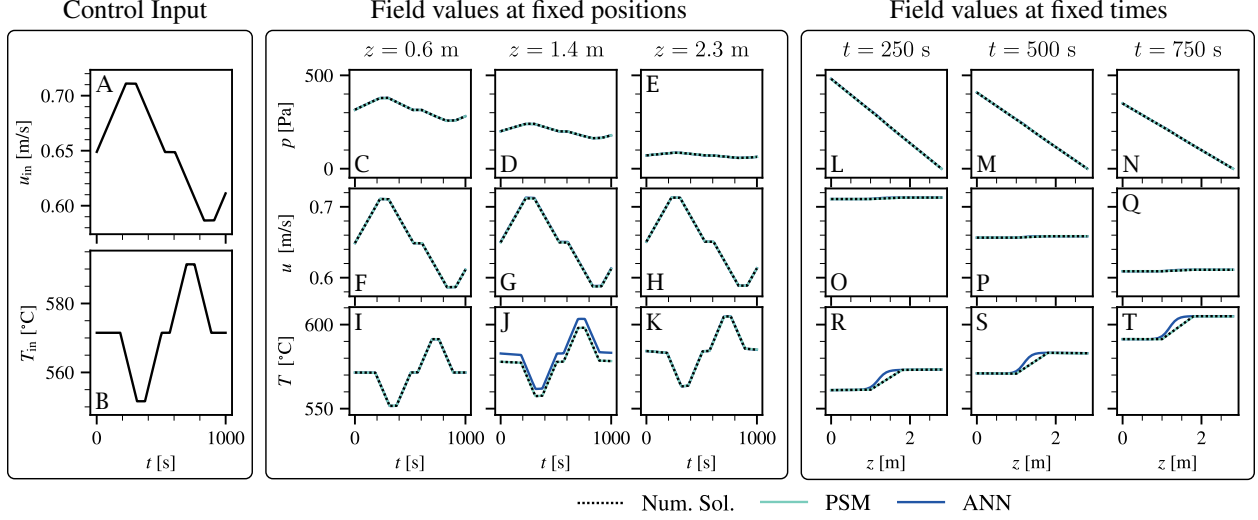 Control Input
Field values at fixed positions
Field values at fixed times
z = 0.6 m
z = 1.4 m
z = 2.3 m
t = 250 s
t = 500 s
t = 750 s
A
0.70
0.65
0.60
u_in [m/s]
B
580
560
T_in [°C]
0
1000
t [s]
500
0
p [Pa]
C
D
E
0.7
0.6
u [m/s]
F
G
H
600
550
T [°C]
I
J
K
0
1000
0
1000
0
1000
t [s]
t [s]
t [s]
L
M
N
O
P
Q
R
S
T
0
2
0
2
0
2
z [m]
z [m]
z [m]
Num. Sol.
PSM
ANN